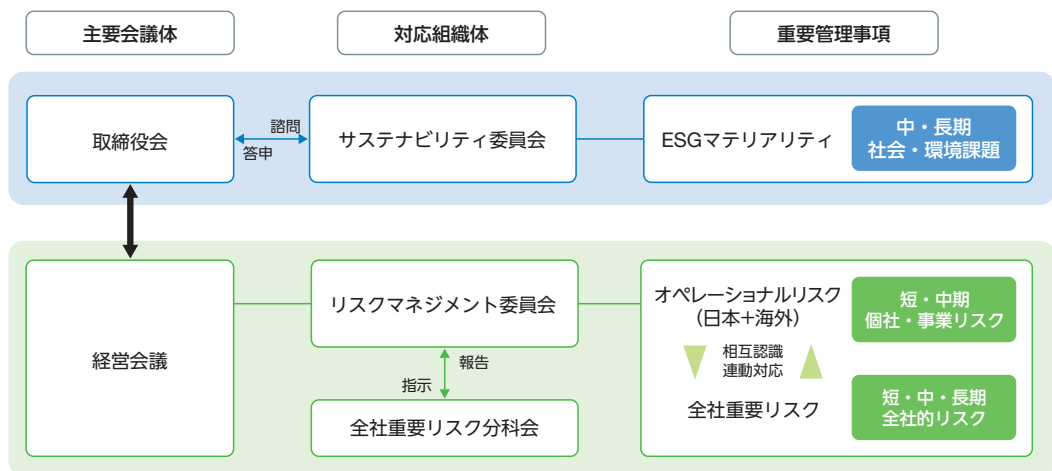 主要会議体
対応組織体
重要管理事項
取締役会
諮問
答申
サステナビリティ委員会
ESGマテリアリティ
中・長期
社会・環境課題
経営会議
リスクマネジメント委員会
報告
指示
全社重要リスク分科会
オペレーショナルリスク
(日本+海外)
短・中期
個社・事業リスク
相互認識
連動対応
全社重要リスク
短・中・長期
全社的リスク